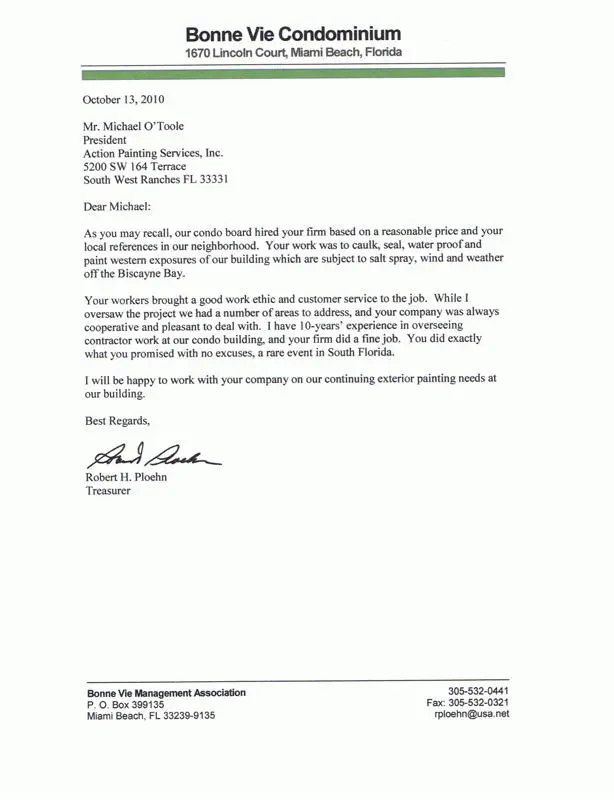 Bonne Vie Condominium
1670 Lincoln Court, Miami Beach, Florida
October 13, 2010
Mr. Michael O'Toole
President
Action Painting Services, Inc.
5200 SW 164 Terrace
South West Ranches FL 33331
Dear Michael:
As you may recall, our condo board hired your firm based on a reasonable price and your
local references in our neighborhood. Your work was to caulk, seal, water proof and
paint western exposures of our building which are subject to salt spray, wind and weather
off the Biscayne Bay.
Your workers brought a good work ethic and customer service to the job. While I
oversaw the project we had a number of areas to address, and your company was always
cooperative and pleasant to deal with. I have 10-years' experience in overseeing
contractor work at our condo building, and your firm did a fine job. You did exactly
what you promised with no excuses, a rare event in South Florida.
I will be happy to work with your company on our continuing exterior painting needs at
our building.
Best Regards,
Robert H. Ploehn
Treasurer
Bonne Vie Management Association
P. O. Box 399135
Miami Beach, FL 33239-9135
305-532-0441
Fax: 305-532-0321
rploehn@usa.net